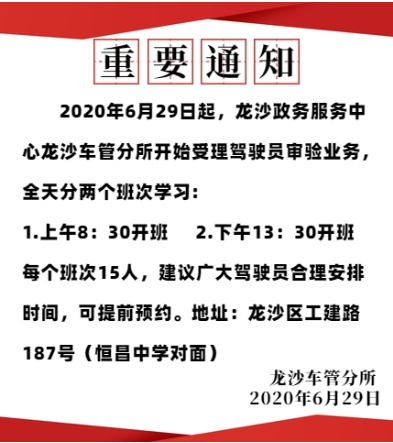 重要通知
2020年6月29日起，龙沙政务服务中
心龙沙车管分所开始受理驾驶员审验业务，
全天分两个班次学习：
1.上午8：30开班 2.下午13：30开班
每个班次15人，建议广大驾驶员合理安排
时间，可提前预约。地址：龙沙区工建路
187号（恒昌中学对面）
龙沙车管分所
2020年6月29日